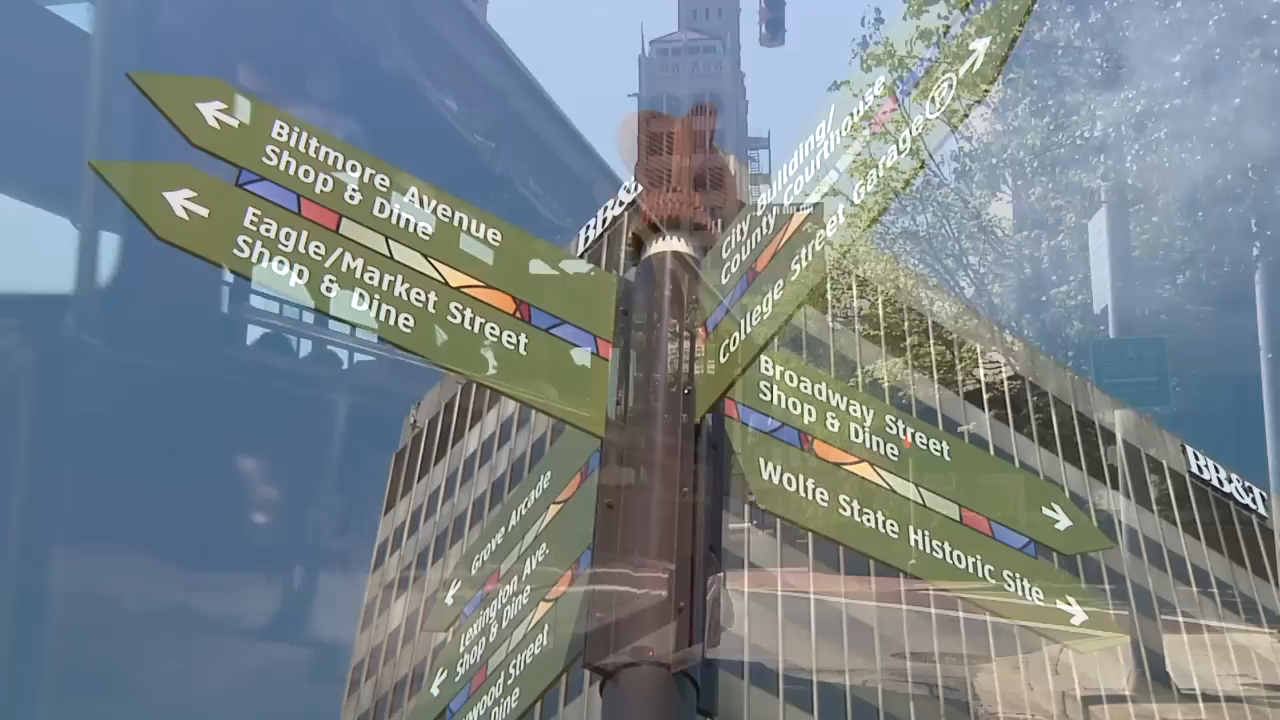 Biltmore Avenue
Shop & Dine
Eagle/Market Street
Shop & Dine
BB&
City Building/
County Courthouse
College Street Garage P
Broadway Street
Shop & Dine
Wolfe State Historic Site
BB&T
Grove Arcade
Lexington Ave.
Shop & Dine
wood Street
Dine